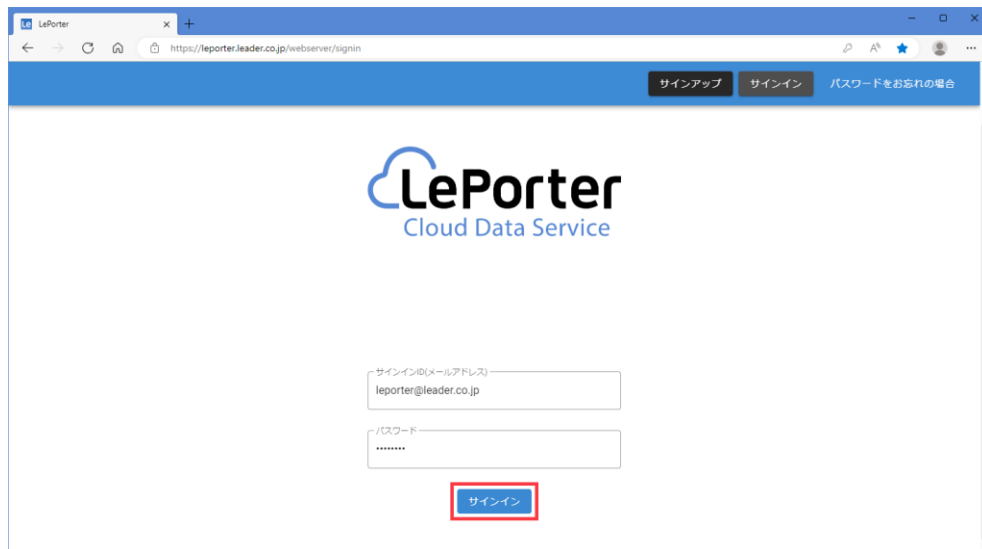 Le LePorter
https://leporter.leader.co.jp/webserver/signin
サインアップ サインイン パスワードをお忘れの場合
LePorter
Cloud Data Service
サインインID(メールアドレス)
leporter@leader.co.jp
パスワード
••••••••
サインイン